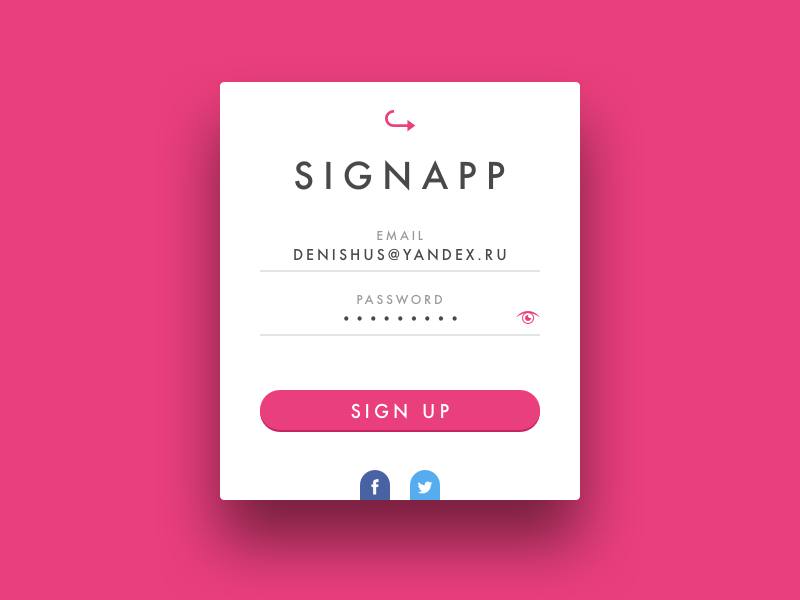 SIGNAPP
EMAIL
DENISHUS@YANDEX.RU
PASSWORD
•••••••••
SIGN UP